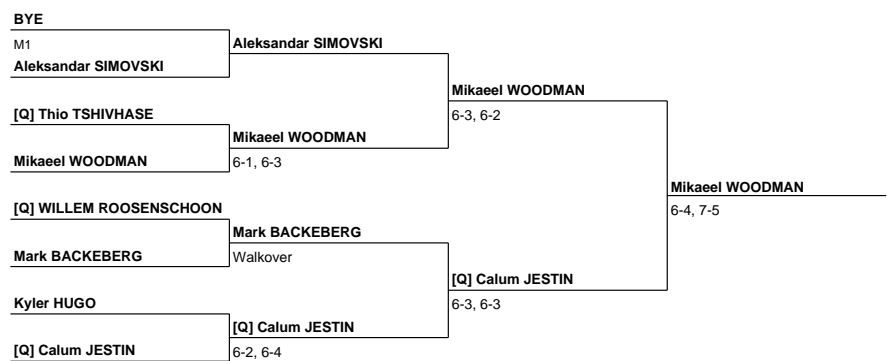 BYE
M1
Aleksandar SIMOVSKI
Aleksandar SIMOVSKI
[Q] Thio TSHIVHASE
Mikaeel WOODMAN
Mikaeel WOODMAN
6-1, 6-3
Mikaeel WOODMAN
6-3, 6-2
[Q] WILLEM ROOSENSCHOON
Mark BACKEBERG
Mark BACKEBERG
Walkover
Kyler HUGO
[Q] Calum JESTIN
[Q] Calum JESTIN
6-2, 6-4
[Q] Calum JESTIN
6-3, 6-3
Mikaeel WOODMAN
6-4, 7-5